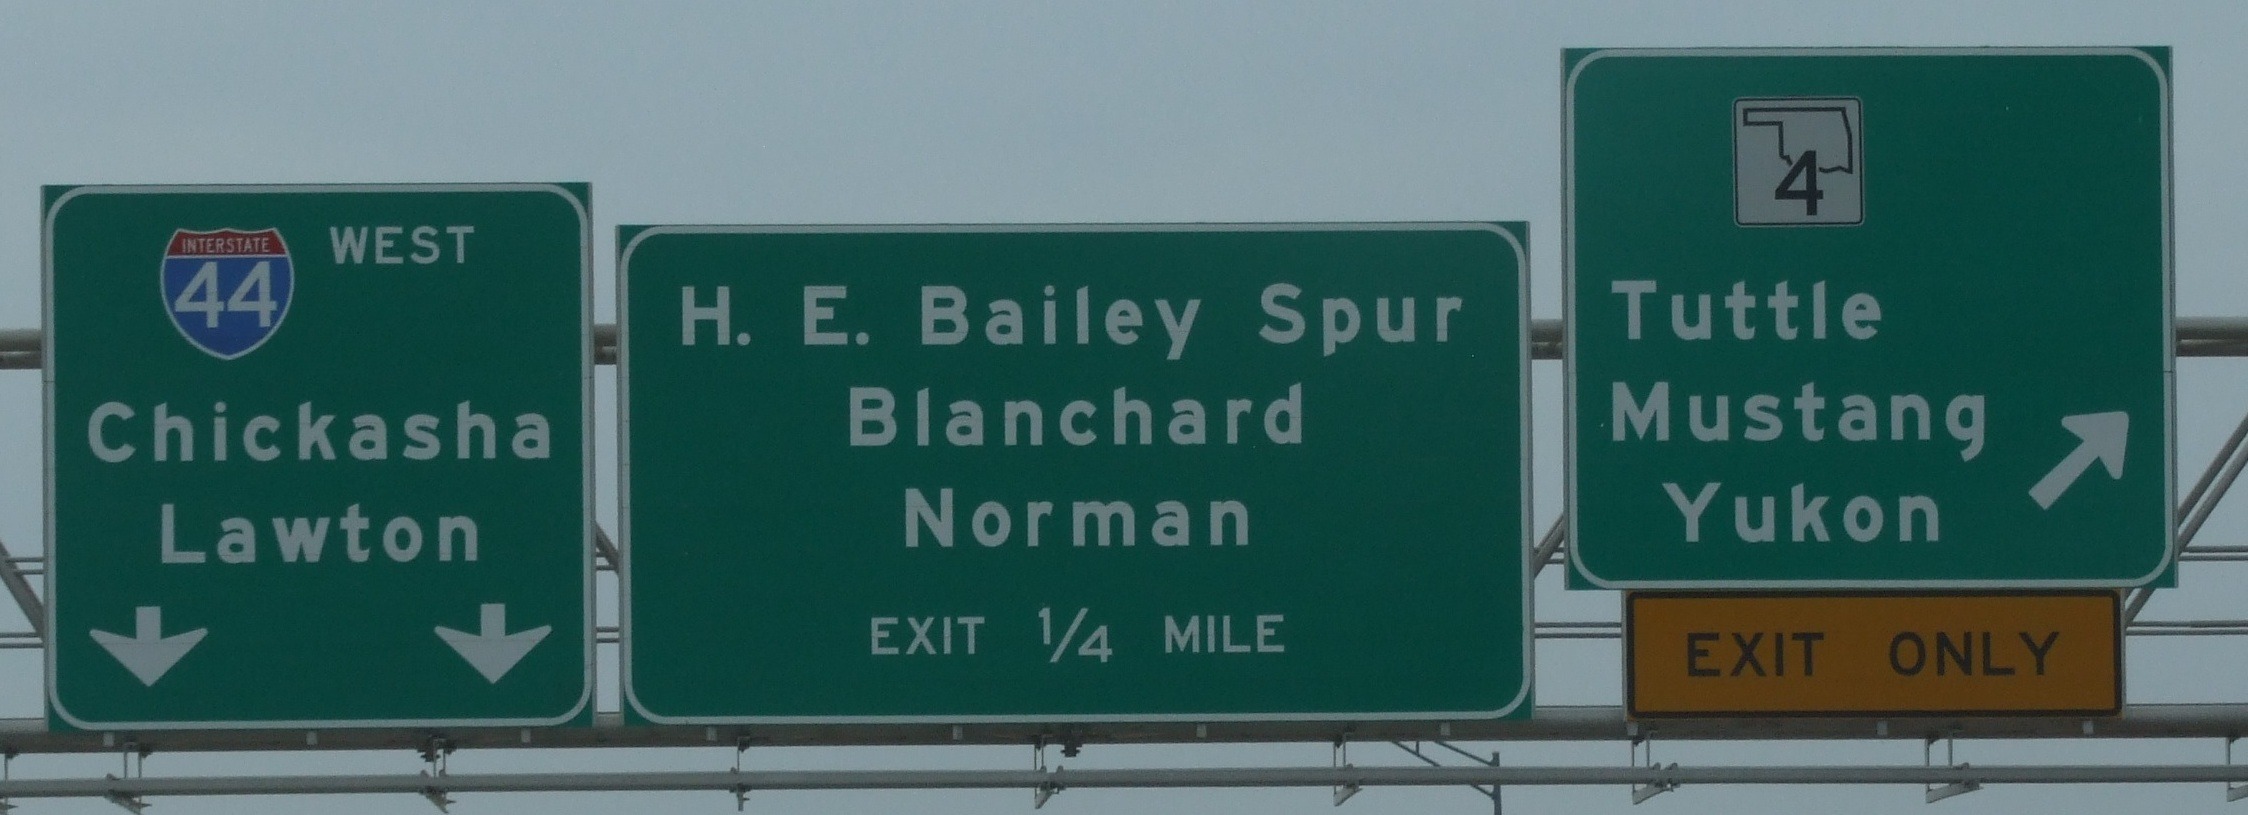 INTERSTATE
44
WEST
Chickasha
Lawton
H. E. Bailey Spur
Blanchard
Norman
EXIT 1/4 MILE
4
Tuttle
Mustang
Yukon
EXIT ONLY